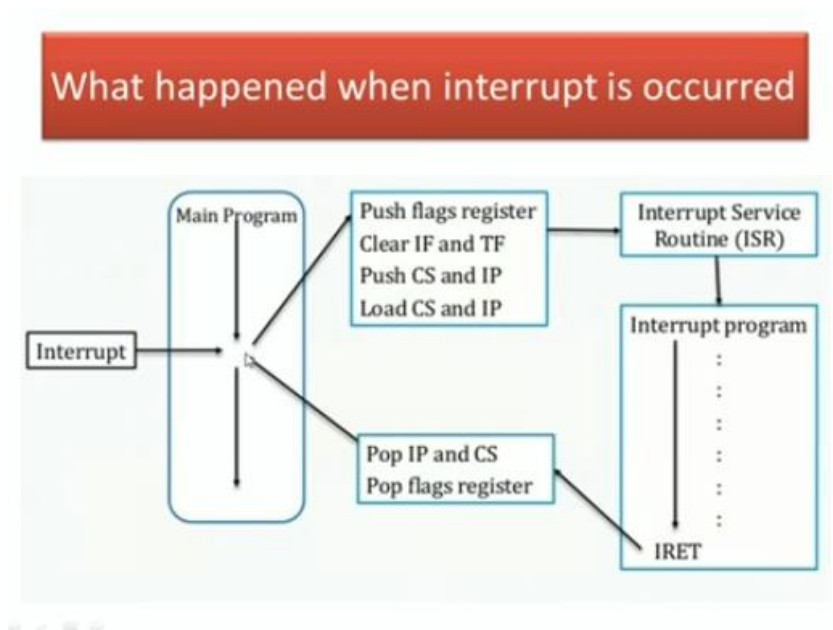 What happened when interrupt is occurred
Main Program
Interrupt
Push flags register
Clear IF and TF
Push CS and IP
Load CS and IP
Interrupt Service
Routine (ISR)
Interrupt program
:
:
:
:
:
:
IRET
Pop IP and CS
Pop flags register